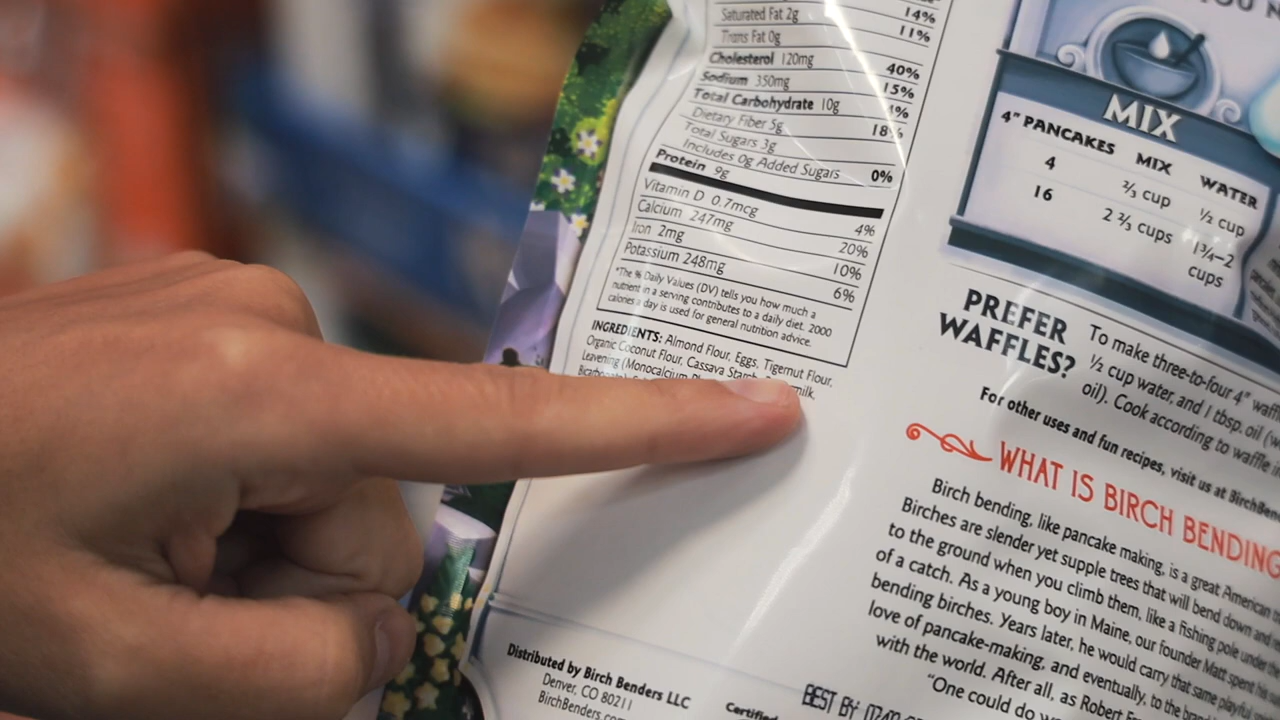 Saturated Fat 2g 11%
Trans Fat 0g
Cholesterol 120mg 40%
Sodium 350mg 15%
Total Carbohydrate 10g 4%
Dietary Fiber 5g 18%
Total Sugars 3g
Includes 0g Added Sugars 0%
Protein 9g
Vitamin D 0.7mcg 4%
Calcium 247mg 20%
Iron 2mg 10%
Potassium 248mg 6%
*The % Daily Values (DV) tells you how much a
nutrient in a serving contributes to a daily diet. 2000
calories a day is used for general nutrition advice.
INGREDIENTS: Almond Flour, Eggs, Tigernut Flour,
Organic Coconut Flour, Cassava Starch,
Leavening (Monocalcium
MIX
4" PANCAKES MIX WATER
4 ⅔ cup ½ cup
16 2 ⅔ cups 1¾–2
cups
PREFER
WAFFLES?
To make three-to-four 4"
½ cup water, and 1 tbsp. oil
oil). Cook according to waffle
For other uses and fun recipes, visit us at
WHAT IS BIRCH BENDING
Birch bending, like pancake making, is a great American
Birches are slender yet supple trees that will bend down and
to the ground when you climb them, like a fishing pole under the
of a catch. As a young boy in Maine, our founder Matt spent his
bending birches. Years later, he would carry that same playful
love of pancake-making, and eventually, to the
with the world. After all, as Robert
"One could do
Distributed by Birch Benders LLC
Denver, CO 80211
BirchBenders.com
Certified
BEST BY